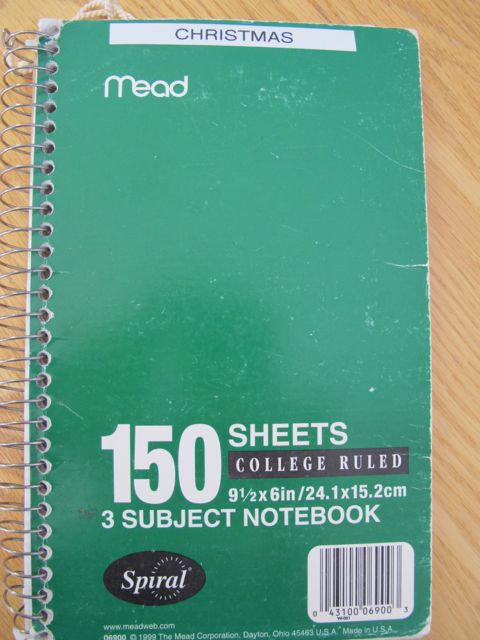 CHRISTMAS
Mead
150 SHEETS
COLLEGE RULED
9½x6in/24.1x15.2cm
3 SUBJECT NOTEBOOK
Spiral®
www.meadweb.com
06900 © 1999 The Mead Corporation, Dayton, Ohio 45463 U.S.A. Made in U.S.A.
0 43100 06900 3